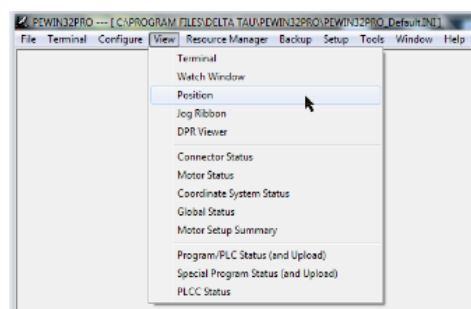 PEWIN32PRO --- [ C:\PROGRAM FILES\DELTA TAU\PEWIN32PRO\PEWIN32PRO_Default.INI ]
File Terminal Configure View Resource Manager Backup Setup Tools Window Help
Terminal
Watch Window
Position
Jog Ribbon
DPR Viewer
Connector Status
Motor Status
Coordinate System Status
Global Status
Motor Setup Summary
Program/PLC Status (and Upload)
Special Program Status (and Upload)
PLCC Status